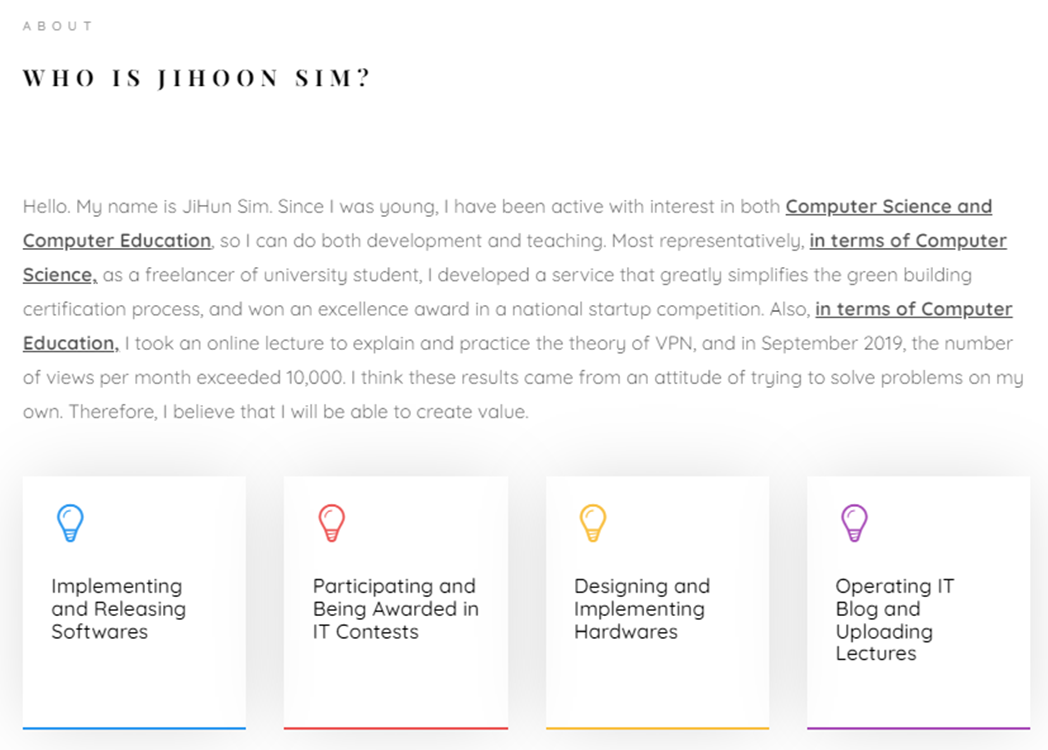 ABOUT
WHO IS JIHOON SIM?
Hello. My name is JiHun Sim. Since I was young, I have been active with interest in both Computer Science and
Computer Education, so I can do both development and teaching. Most representatively, in terms of Computer
Science, as a freelancer of university student, I developed a service that greatly simplifies the green building
certification process, and won an excellence award in a national startup competition. Also, in terms of Computer
Education, I took an online lecture to explain and practice the theory of VPN, and in September 2019, the number
of views per month exceeded 10,000. I think these results came from an attitude of trying to solve problems on my
own. Therefore, I believe that I will be able to create value.
Implementing
and Releasing
Softwares
Participating and
Being Awarded in
IT Contests
Designing and
Implementing
Hardwares
Operating IT
Blog and
Uploading
Lectures